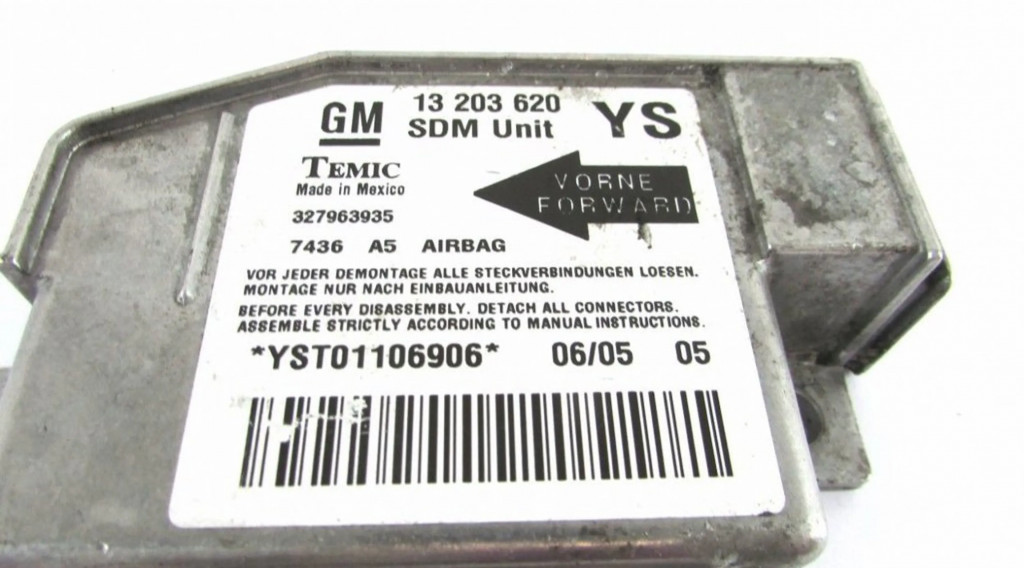 GM 13 203 620 YS
SDM Unit
TEMIC
Made in Mexico
VORNE
FORWARD
327963935
7436 A5 AIRBAG
VOR JEDER DEMONTAGE ALLE STECKVERBINDUNGEN LOESEN.
MONTAGE NUR NACH EINBAUANLEITUNG.
BEFORE EVERY DISASSEMBLY. DETACH ALL CONNECTORS.
ASSEMBLE STRICTLY ACCORDING TO MANUAL INSTRUCTIONS.
*YST01106906* 06/05 05